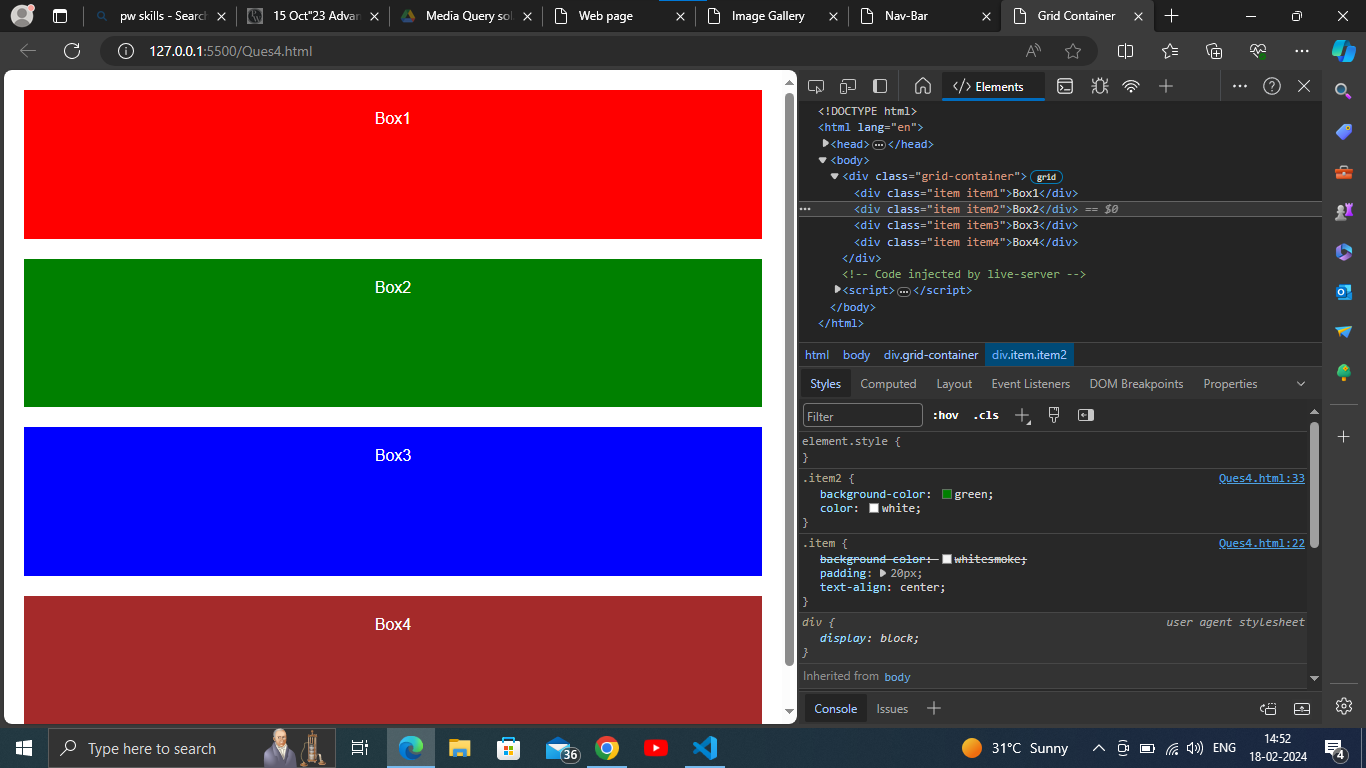 pw skills - Search
15 Oct"23 Advan
Media Query sol
Web page
Image Gallery
Nav-Bar
Grid Container
127.0.0.1:5500/Ques4.html
Box1
Box2
Box3
Box4
Elements
<!DOCTYPE html>
<html lang="en">
<head>…</head>
<body>
<div class="grid-container"> grid
<div class="item item1">Box1</div>
<div class="item item2">Box2</div> == $0
<div class="item item3">Box3</div>
<div class="item item4">Box4</div>
</div>
<!-- Code injected by live-server -->
<script>…</script>
</body>
</html>
html body div.grid-container div.item.item2
Styles Computed Layout Event Listeners DOM Breakpoints Properties
Filter :hov .cls
element.style {
}
.item2 { Ques4.html:33
background-color: green;
color: white;
}
.item { Ques4.html:22
background-color: whitesmoke;
padding: 20px;
text-align: center;
}
div { user agent stylesheet
display: block;
}
Inherited from body
Console Issues
Type here to search
36
31°C Sunny
ENG
14:52
18-02-2024
4